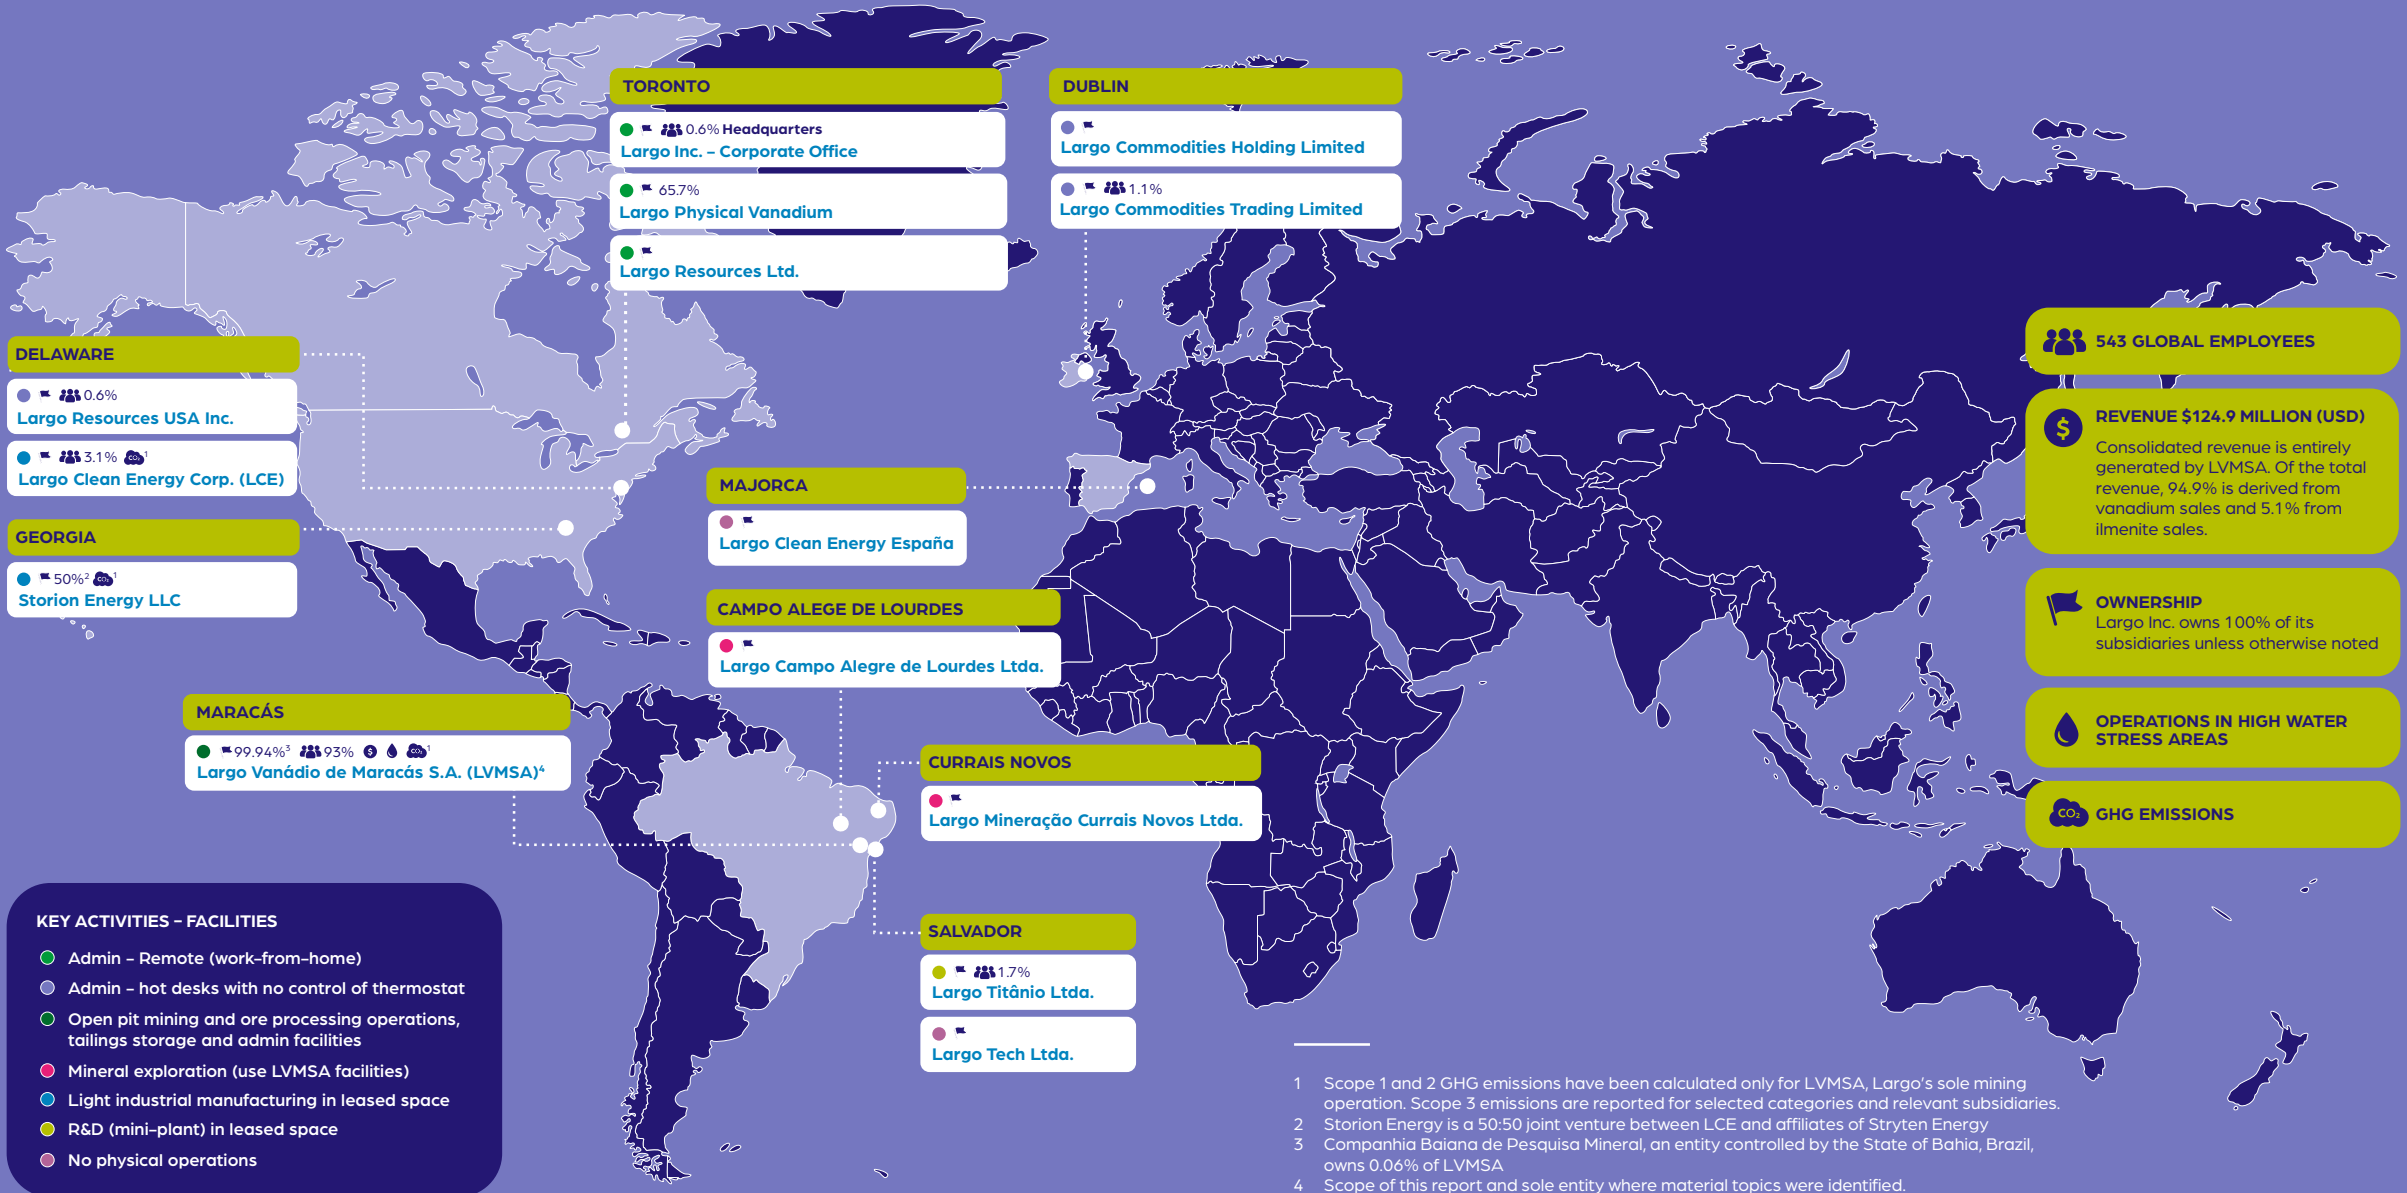 TORONTO
0.6% Headquarters
Largo Inc. – Corporate Office
65.7%
Largo Physical Vanadium
Largo Resources Ltd.
DUBLIN
Largo Commodities Holding Limited
1.1%
Largo Commodities Trading Limited
DELAWARE
0.6%
Largo Resources USA Inc.
3.1% CO₂ ¹
Largo Clean Energy Corp. (LCE)
GEORGIA
50%² CO₂ ¹
Storion Energy LLC
MAJORCA
Largo Clean Energy España
CAMPO ALEGE DE LOURDES
Largo Campo Alegre de Lourdes Ltda.
MARACÁS
99.94%³ 93% $ CO₂ ¹
Largo Vanádio de Maracás S.A. (LVMSA)⁴
CURRAIS NOVOS
Largo Mineração Currais Novos Ltda.
SALVADOR
1.7%
Largo Titânio Ltda.
Largo Tech Ltda.
543 GLOBAL EMPLOYEES
$
REVENUE $124.9 MILLION (USD)
Consolidated revenue is entirely
generated by LVMSA. Of the total
revenue, 94.9% is derived from
vanadium sales and 5.1% from
ilmenite sales.
OWNERSHIP
Largo Inc. owns 100% of its
subsidiaries unless otherwise noted
OPERATIONS IN HIGH WATER
STRESS AREAS
CO₂ GHG EMISSIONS
KEY ACTIVITIES – FACILITIES
Admin – Remote (work-from-home)
Admin – hot desks with no control of thermostat
Open pit mining and ore processing operations,
tailings storage and admin facilities
Mineral exploration (use LVMSA facilities)
Light industrial manufacturing in leased space
R&D (mini-plant) in leased space
No physical operations
1 Scope 1 and 2 GHG emissions have been calculated only for LVMSA, Largo's sole mining
operation. Scope 3 emissions are reported for selected categories and relevant subsidiaries.
2 Storion Energy is a 50:50 joint venture between LCE and affiliates of Stryten Energy
3 Companhia Baiana de Pesquisa Mineral, an entity controlled by the State of Bahia, Brazil,
owns 0.06% of LVMSA
4 Scope of this report and sole entity where material topics were identified.